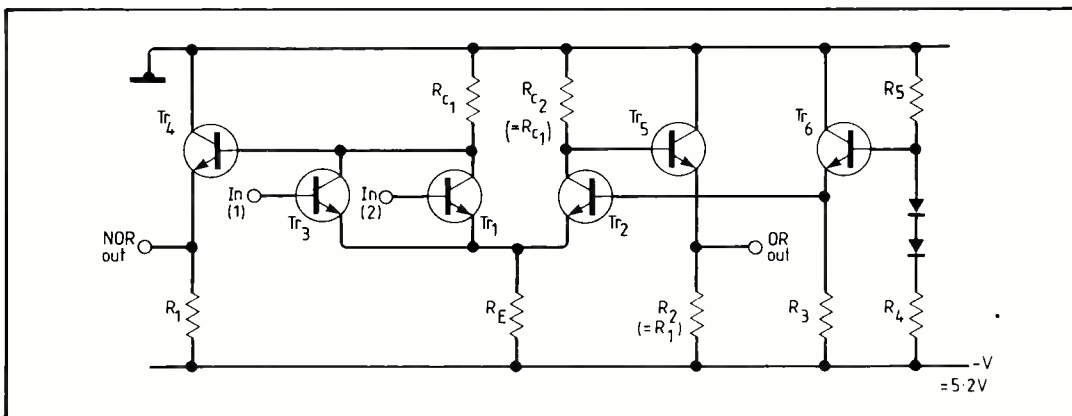 Tr4
Rc1
Rc2
(=Rc1)
Tr5
Tr6
R5
In
(1)
Tr3
In
(2)
Tr1
Tr2
NOR
out
OR
out
R1
RE
R2
(=R1)
R3
R4
-V
=5·2V